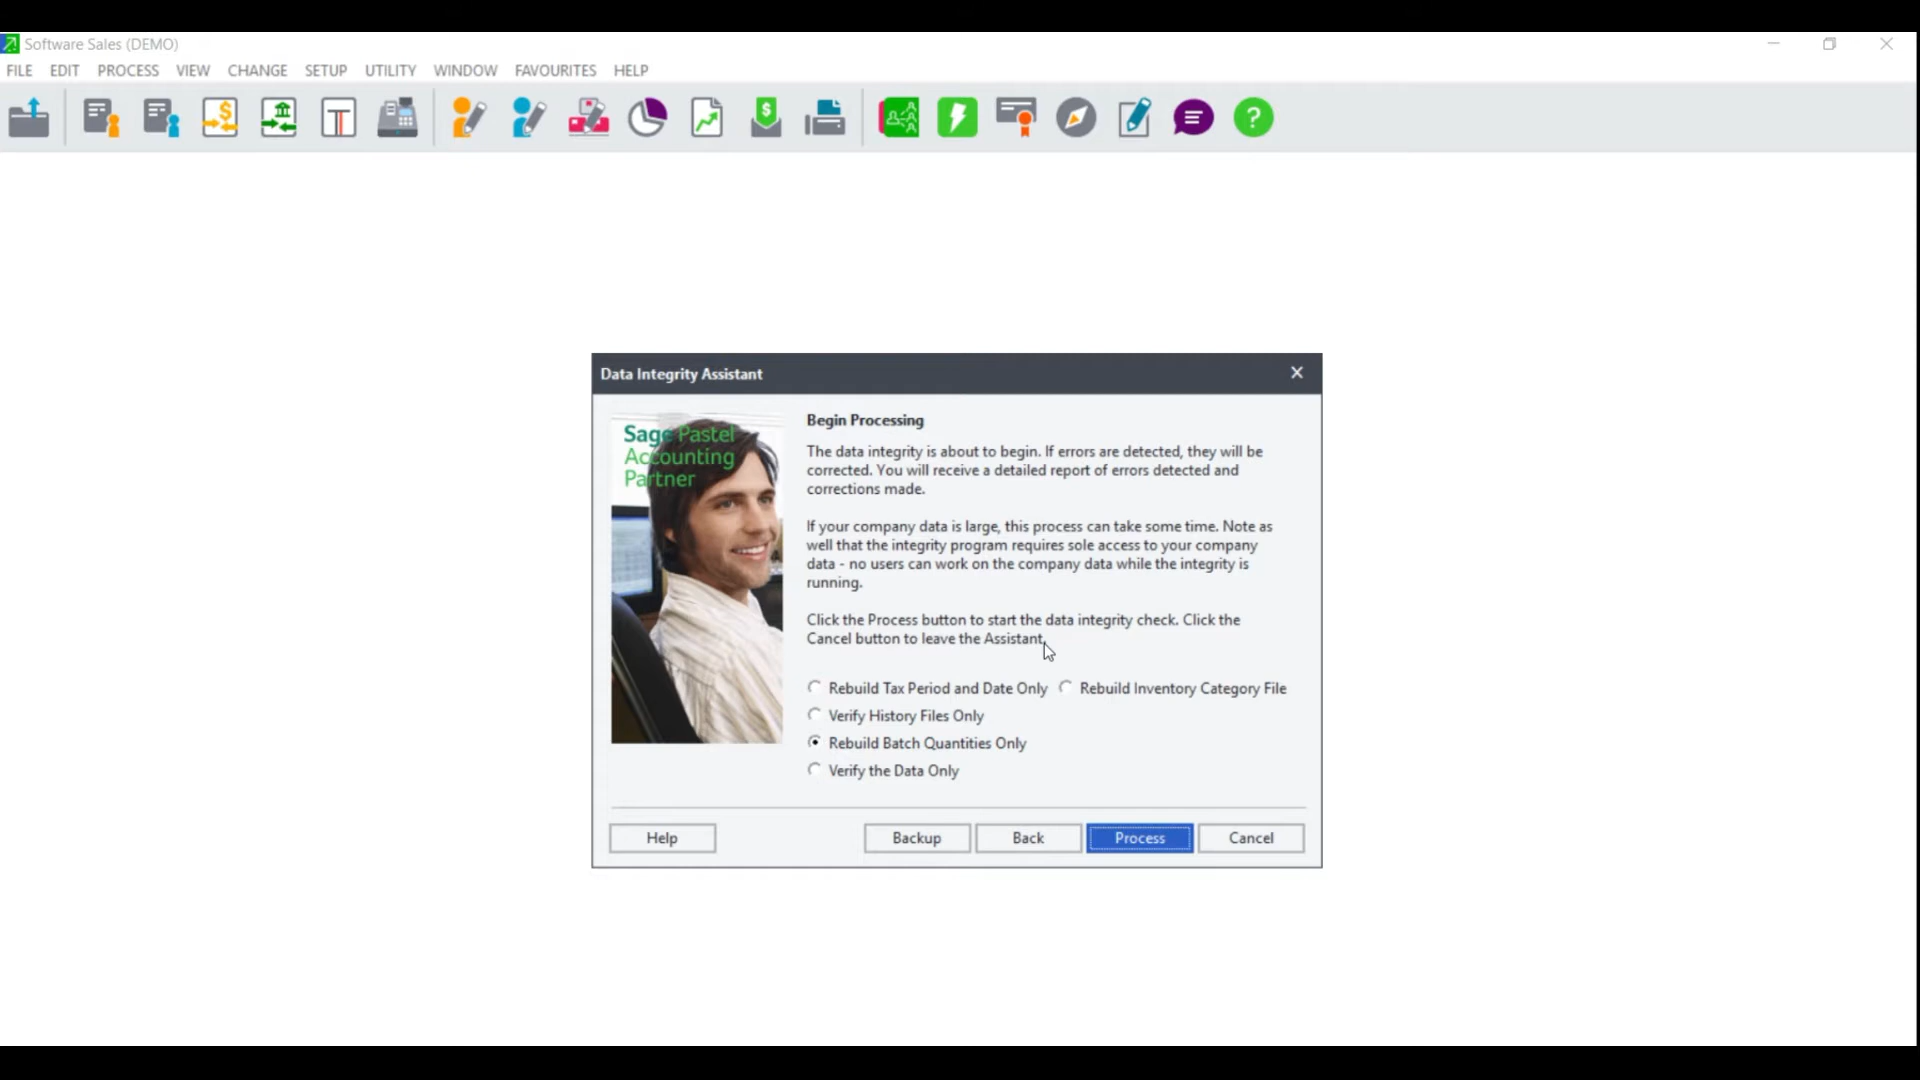 Software Sales (DEMO)
FILE EDIT PROCESS VIEW CHANGE SETUP UTILITY WINDOW FAVOURITES HELP
Data Integrity Assistant
Sage Pastel
Accounting
Partner
Begin Processing
The data integrity is about to begin. If errors are detected, they will be
corrected. You will receive a detailed report of errors detected and
corrections made.
If your company data is large, this process can take some time. Note as
well that the integrity program requires sole access to your company
data - no users can work on the company data while the integrity is
running.
Click the Process button to start the data integrity check. Click the
Cancel button to leave the Assistant.
Rebuild Tax Period and Date Only Rebuild Inventory Category File
Verify History Files Only
Rebuild Batch Quantities Only
Verify the Data Only
Help Backup Back Process Cancel